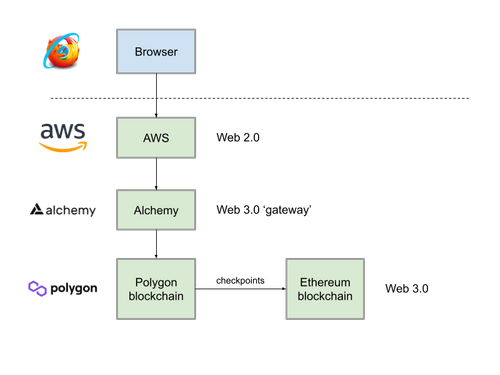 Browser
aws
AWS
Web 2.0
alchemy
Alchemy
Web 3.0 ‘gateway’
polygon
Polygon
blockchain
checkpoints
Ethereum
blockchain
Web 3.0